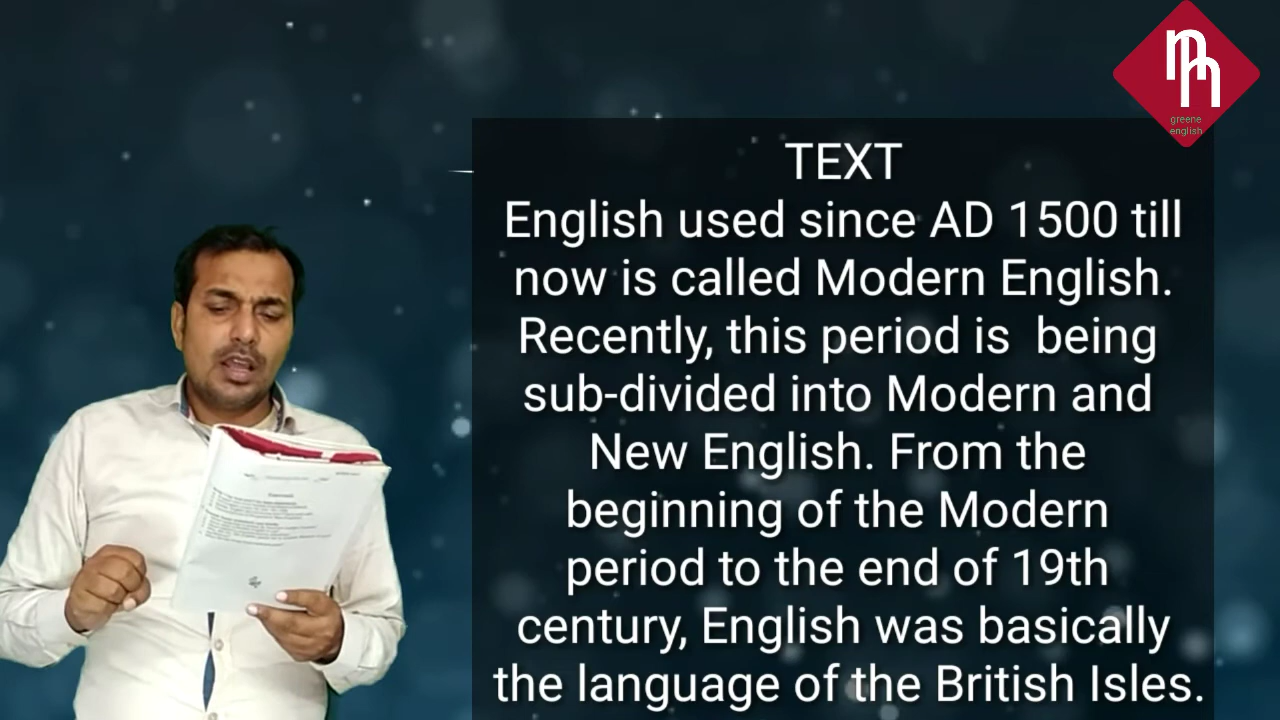 greene
english
TEXT
English used since AD 1500 till
now is called Modern English.
Recently, this period is  being
sub-divided into Modern and
New English. From the
beginning of the Modern
period to the end of 19th
century, English was basically
the language of the British Isles.